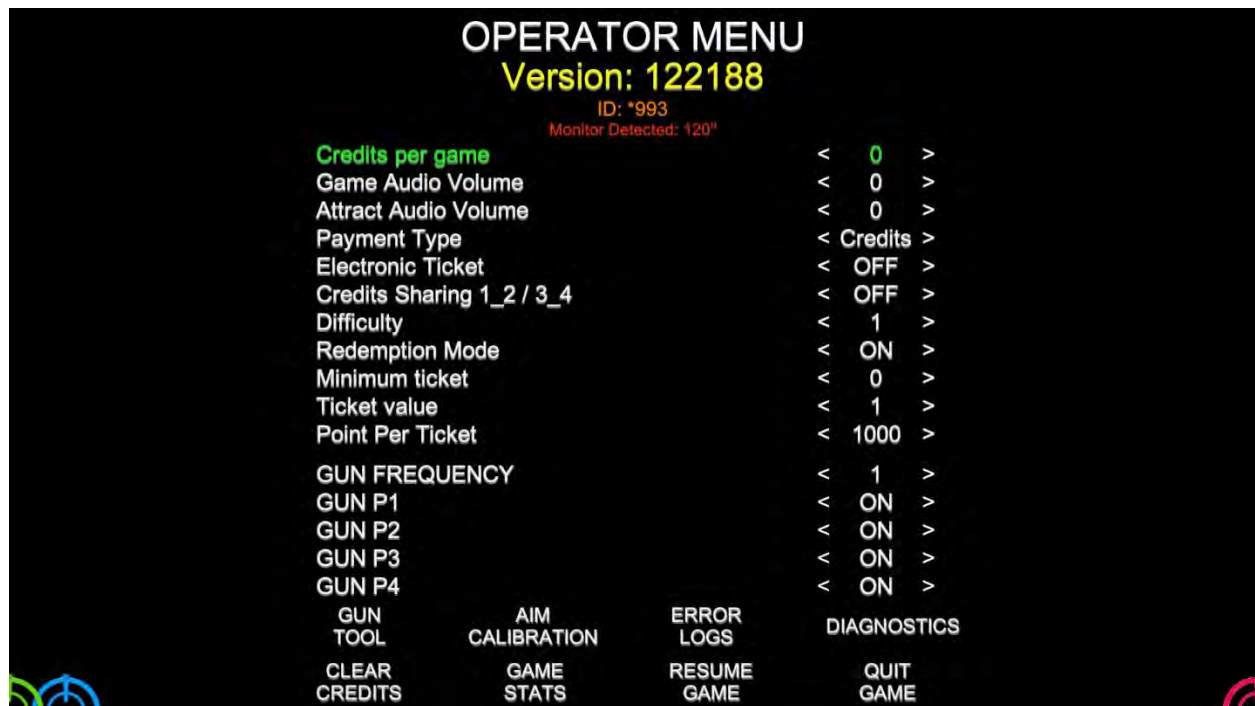 OPERATOR MENU
Version: 122188
ID: *993
Monitor Detected: 120"
Credits per game < 0 >
Game Audio Volume < 0 >
Attract Audio Volume < 0 >
Payment Type < Credits >
Electronic Ticket < OFF >
Credits Sharing 1_2 / 3_4 < OFF >
Difficulty < 1 >
Redemption Mode < ON >
Minimum ticket < 0 >
Ticket value < 1 >
Point Per Ticket < 1000 >
GUN FREQUENCY < 1 >
GUN P1 < ON >
GUN P2 < ON >
GUN P3 < ON >
GUN P4 < ON >
GUN
TOOL
AIM
CALIBRATION
ERROR
LOGS
DIAGNOSTICS
CLEAR
CREDITS
GAME
STATS
RESUME
GAME
QUIT
GAME